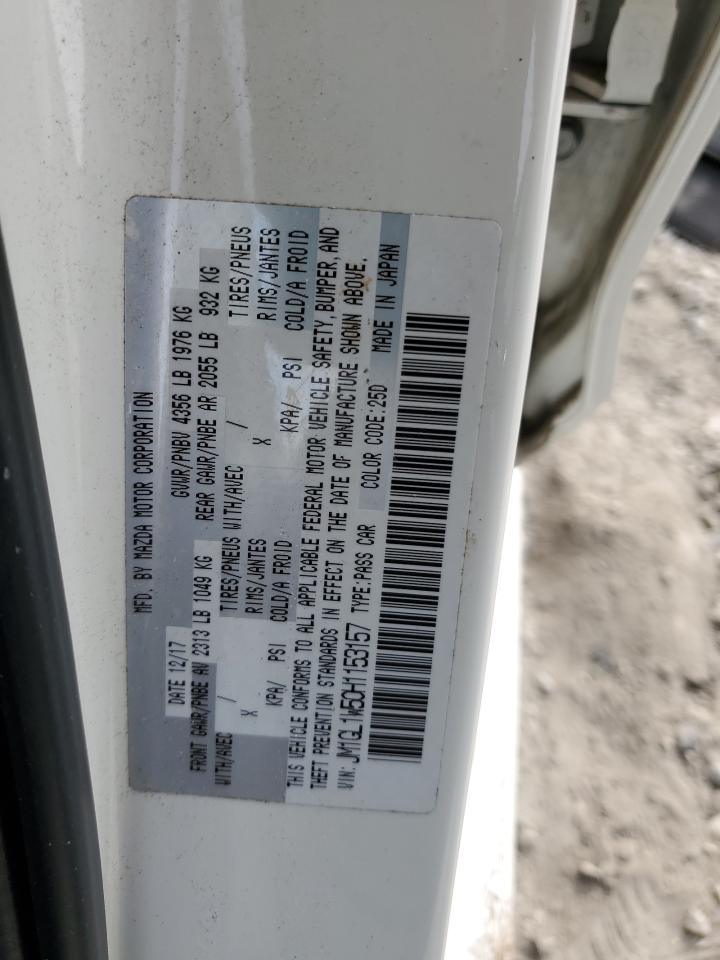 MFD. BY MAZDA MOTOR CORPORATION
DATE 12/17 GVWR/PNBV 4356 LB 1976 KG
FRONT GAWR/PNBE AV 2313 LB 1049 KG REAR GAWR/PNBE AR 2055 LB 932 KG
WITH/AVEC / TIRES/PNEUS WITH/AVEC / TIRES/PNEUS
X RIMS/JANTES X RIMS/JANTES
KPA/ PSI COLD/A FROID KPA/ PSI COLD/A FROID
THIS VEHICLE CONFORMS TO ALL APPLICABLE FEDERAL MOTOR VEHICLE SAFETY, BUMPER, AND
THEFT PREVENTION STANDARDS IN EFFECT ON THE DATE OF MANUFACTURE SHOWN ABOVE.
VIN: JM1GL1W50H1153157 TYPE:PASS CAR COLOR CODE:25D MADE IN JAPAN